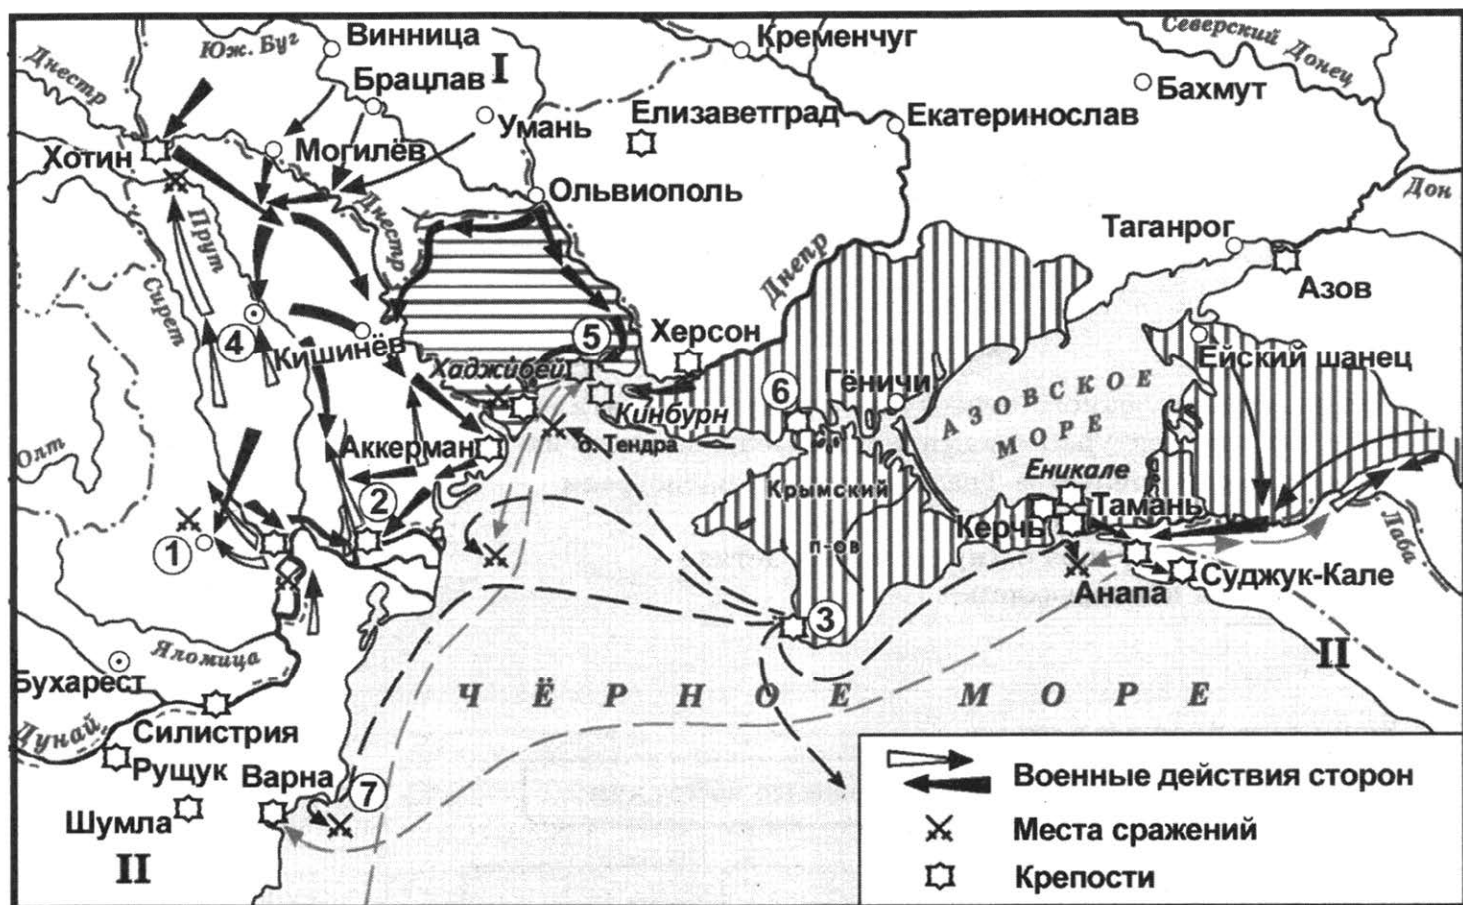 Винница
Кременчуг
Северский Донец
Юж. Буг
Днестр
I
Брацлав
Бахмут
Умань
Елизаветград
Екатеринослав
Хотин
Могилёв
Ольвиополь
Дон
Днестр
Прут
Таганрог
Днепр
Азов
Сирет
4
Кишинёв
5
Херсон
Ейский шанец
Хаджибей
Гёничи
АЗОВСКОЕ
МОРЕ
6
Кинбурн
Олт
Аккерман
о. Тендра
Еникале
Крымский
п-ов
2
Тамань
Керчь
1
Лаба
Суджук-Кале
Анапа
3
Яломица
II
Бухарест
ЧЁРНОЕ МОРЕ
Дунай
Силистрия
Рущук
Варна
7
Шумла
II
Военные действия сторон
Места сражений
Крепости